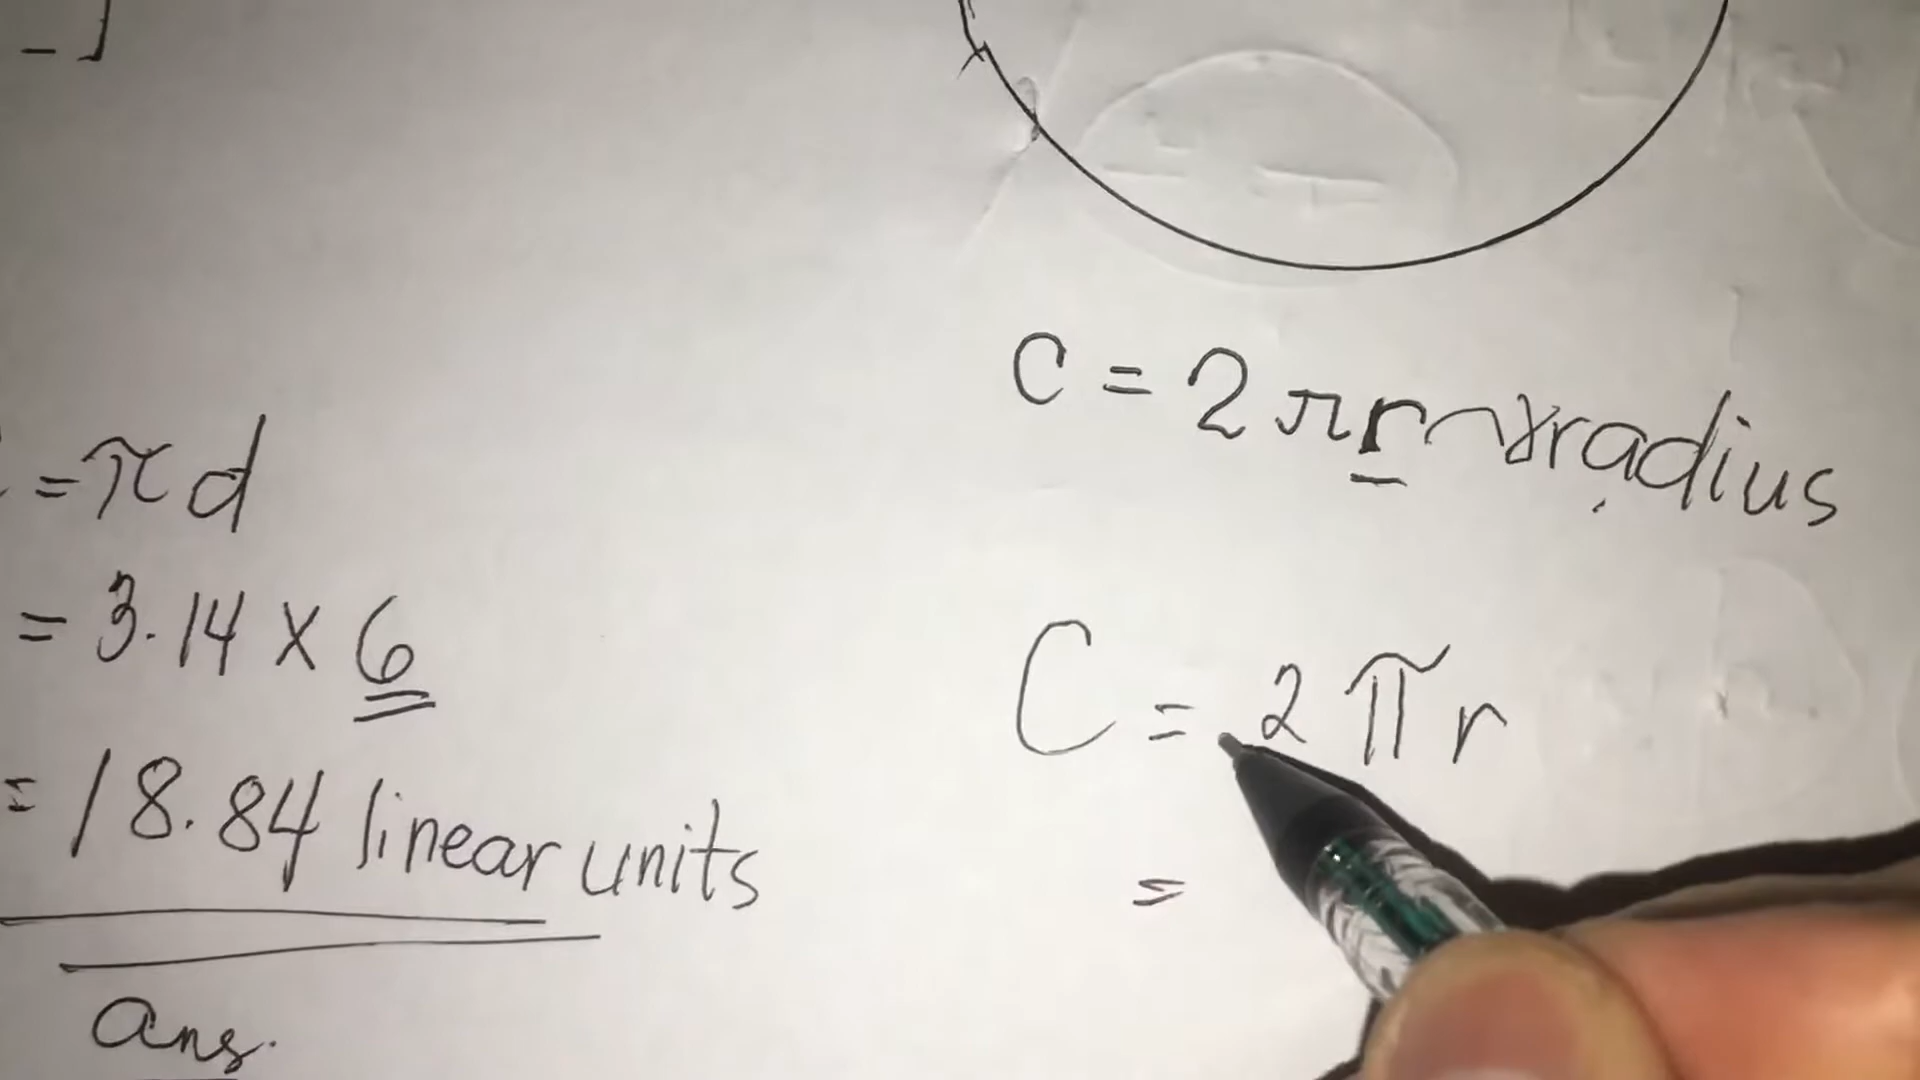 = πd
= 3.14 × 6
= 18.84 linear units
ans.
C = 2πr radius
C = 2πr
=